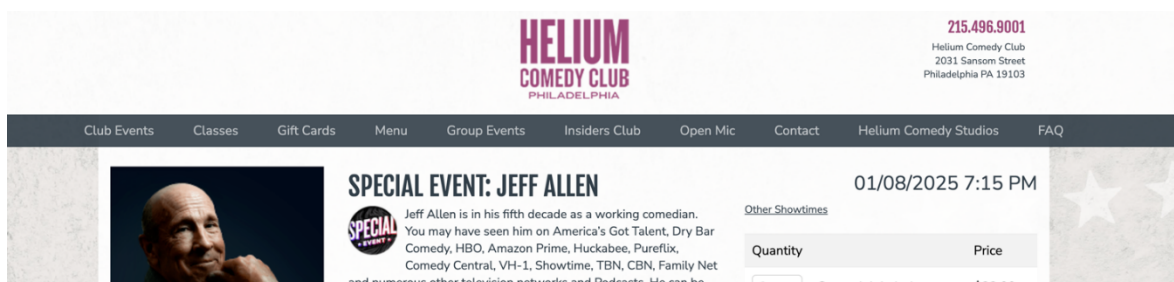 HELIUM
COMEDY CLUB
PHILADELPHIA
215.496.9001
Helium Comedy Club
2031 Sansom Street
Philadelphia PA 19103
Club Events Classes Gift Cards Menu Group Events Insiders Club Open Mic Contact Helium Comedy Studios FAQ
SPECIAL EVENT: JEFF ALLEN
SPECIAL
EVENT
Jeff Allen is in his fifth decade as a working comedian.
You may have seen him on America's Got Talent, Dry Bar
Comedy, HBO, Amazon Prime, Huckabee, Pureflix,
Comedy Central, VH-1, Showtime, TBN, CBN, Family Net
and numerous other television networks and Podcasts. He can be
01/08/2025 7:15 PM
Other Showtimes
Quantity Price